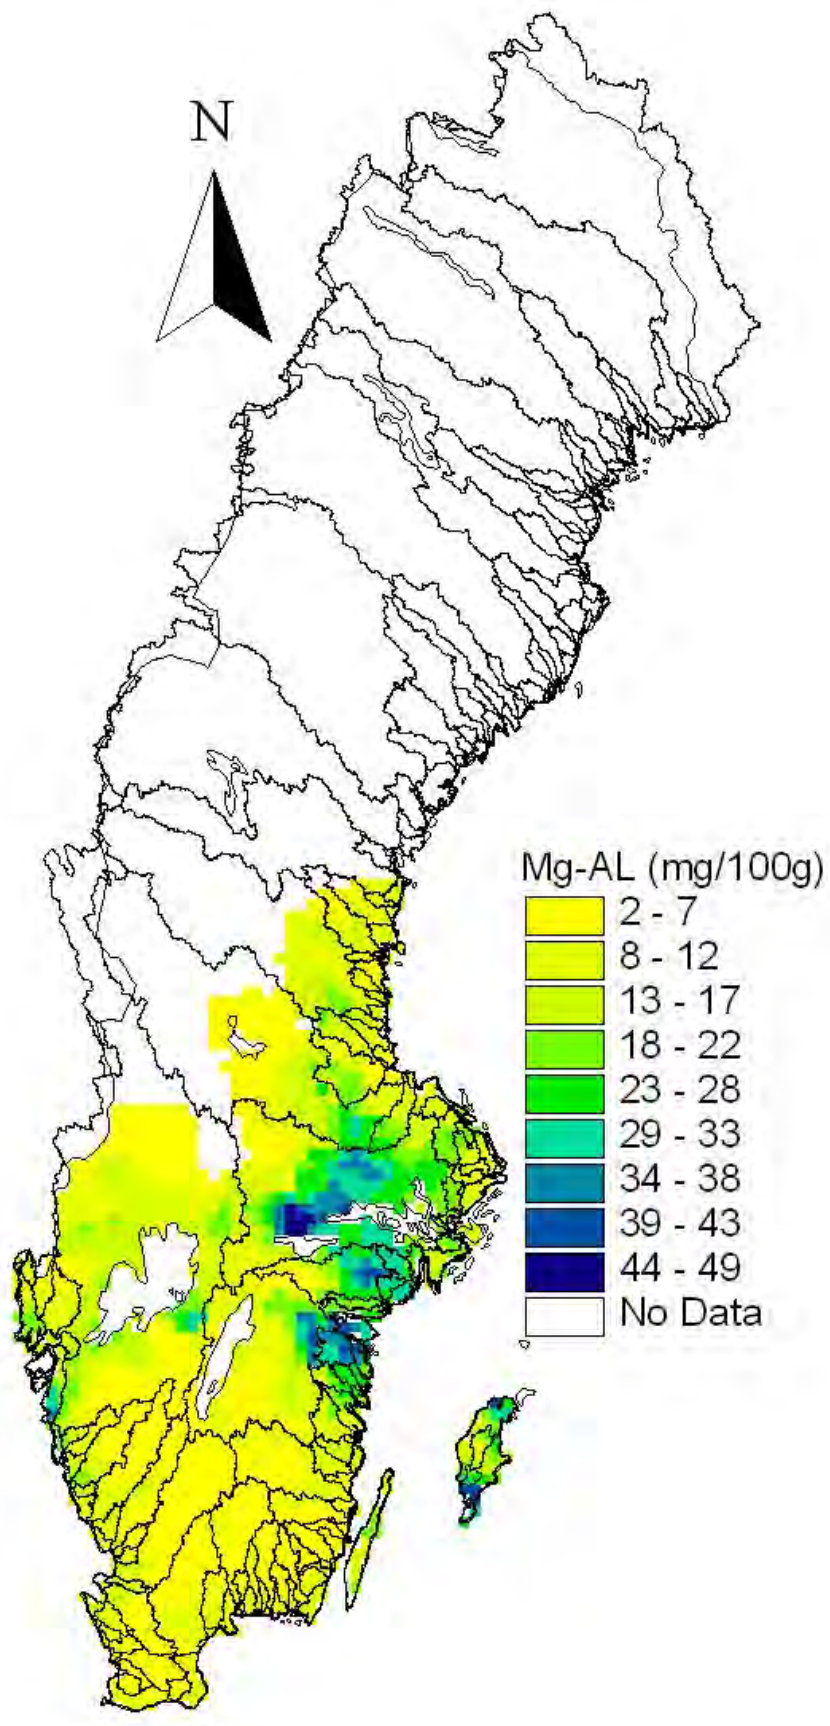 N
Mg-AL (mg/100g)
2 - 7
8 - 12
13 - 17
18 - 22
23 - 28
29 - 33
34 - 38
39 - 43
44 - 49
No Data